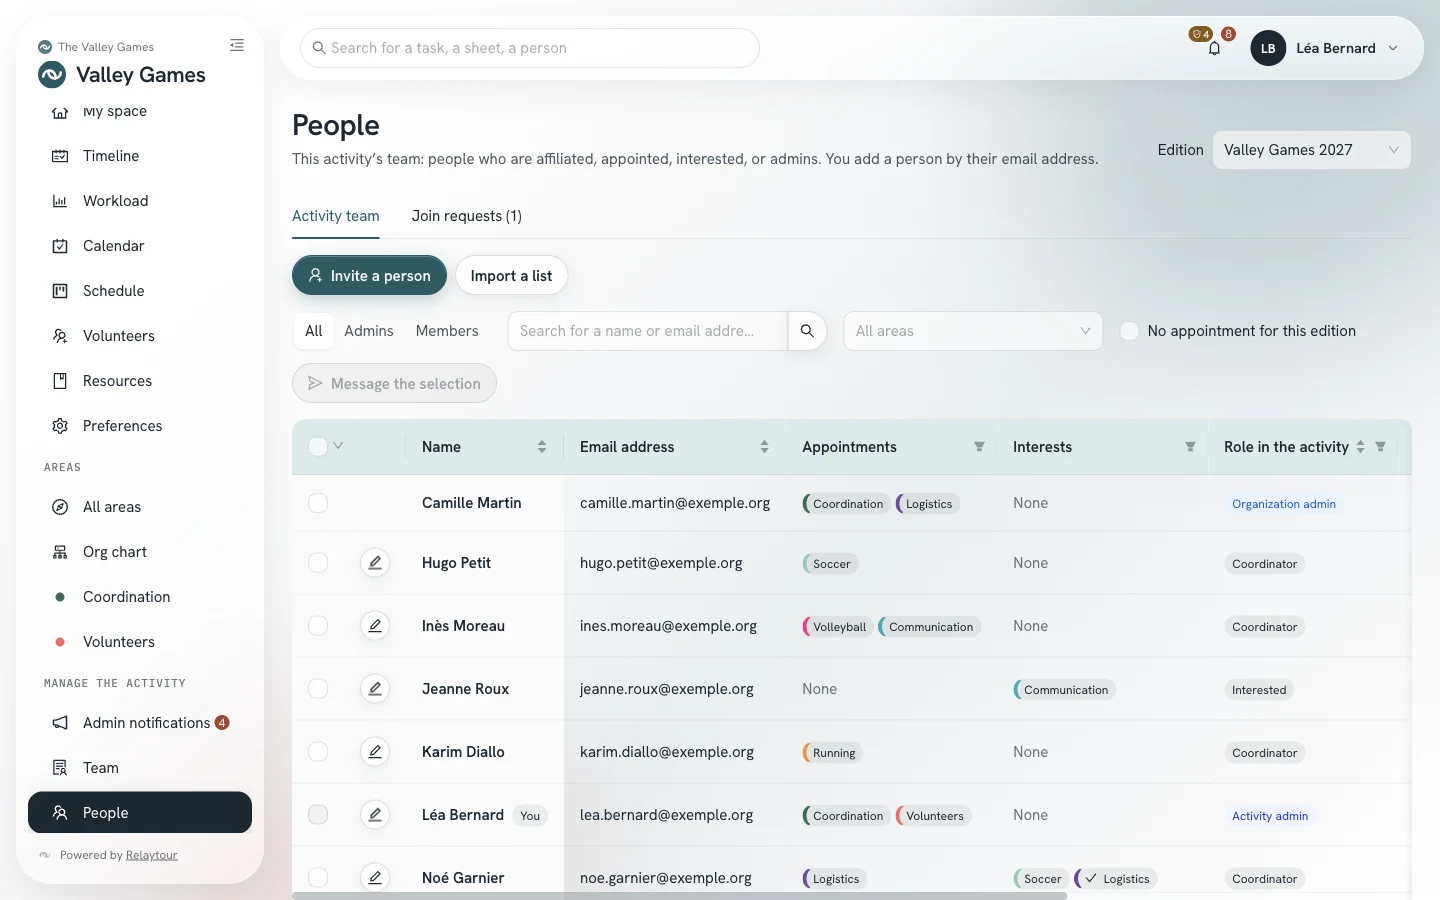 The Valley Games
Valley Games
My space
Timeline
Workload
Calendar
Schedule
Volunteers
Resources
Preferences
AREAS
All areas
Org chart
Coordination
Volunteers
MANAGE THE ACTIVITY
Admin notifications 4
Team
People
Powered by Relaytour
Search for a task, a sheet, a person
4
8
LB Léa Bernard
People
This activity’s team: people who are affiliated, appointed, interested, or admins. You add a person by their email address.
Edition Valley Games 2027
Activity team Join requests (1)
Invite a person Import a list
All Admins Members Search for a name or email addre... All areas No appointment for this edition
Message the selection
Name Email address Appointments Interests Role in the activity
Camille Martin camille.martin@exemple.org Coordination Logistics None Organization admin
Hugo Petit hugo.petit@exemple.org Soccer None Coordinator
Inès Moreau ines.moreau@exemple.org Volleyball Communication None Coordinator
Jeanne Roux jeanne.roux@exemple.org None Communication Interested
Karim Diallo karim.diallo@exemple.org Running None Coordinator
Léa Bernard You lea.bernard@exemple.org Coordination Volunteers None Activity admin
Noé Garnier noe.garnier@exemple.org Logistics Soccer Logistics Coordinator